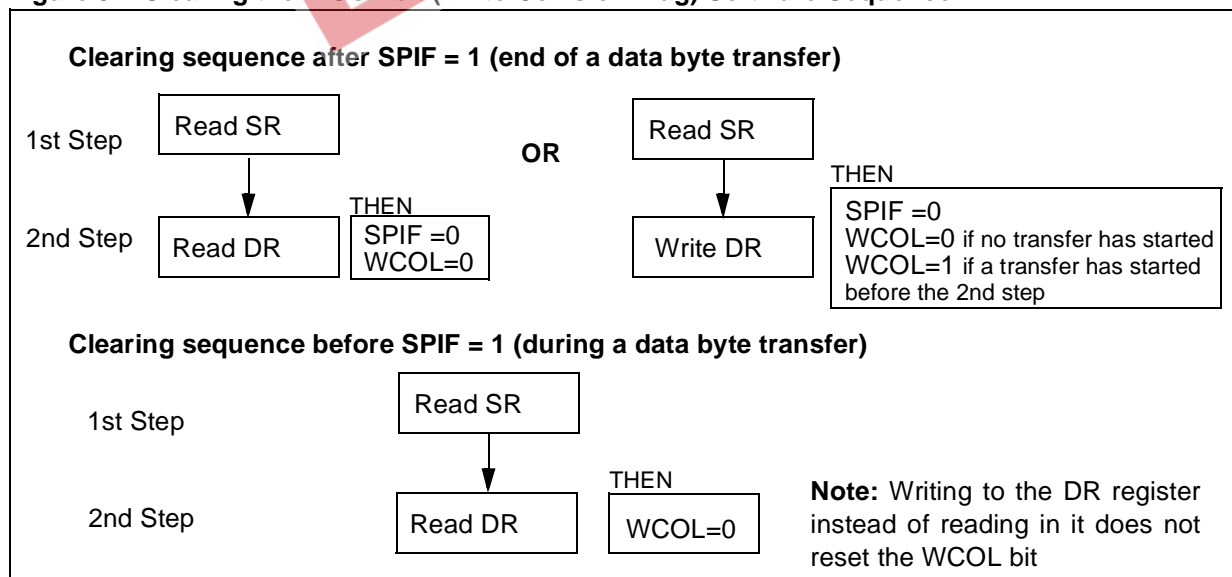 Clearing sequence after SPIF = 1 (end of a data byte transfer)
1st Step
Read SR
OR
Read SR
THEN
2nd Step
Read DR
THEN
SPIF =0
WCOL=0
Write DR
SPIF =0
WCOL=0 if no transfer has started
WCOL=1 if a transfer has started
before the 2nd step
Clearing sequence before SPIF = 1 (during a data byte transfer)
1st Step
Read SR
2nd Step
Read DR
THEN
WCOL=0
Note: Writing to the DR register
instead of reading in it does not
reset the WCOL bit